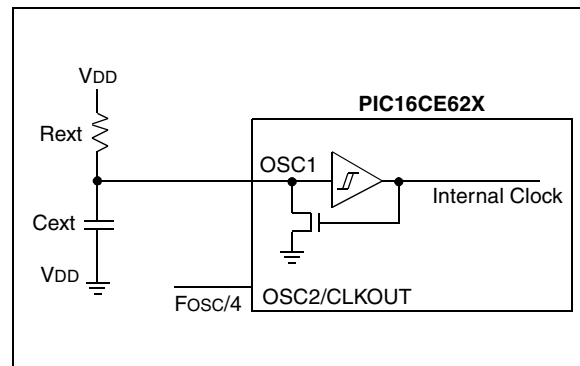 VDD
PIC16CE62X
Rext
OSC1
Internal Clock
Cext
VDD
FOSC/4
OSC2/CLKOUT